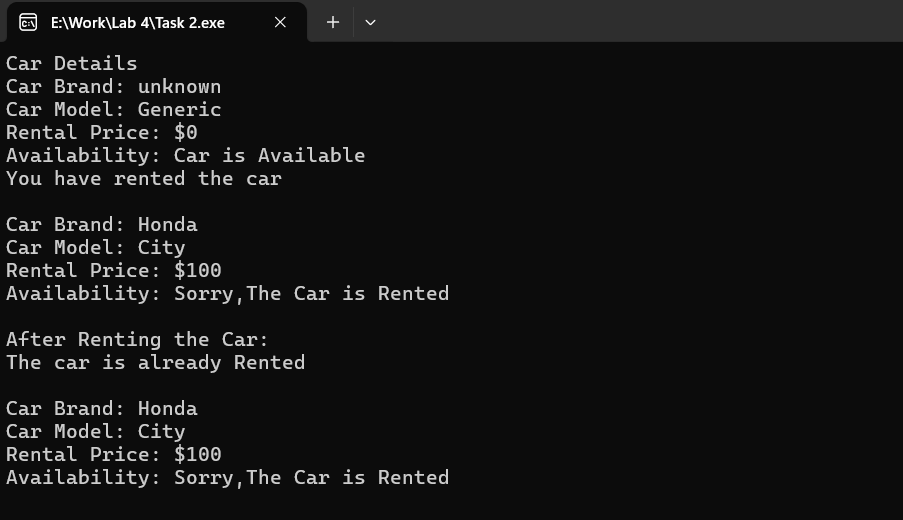 E:\Work\Lab 4\Task 2.exe
Car Details
Car Brand: unknown
Car Model: Generic
Rental Price: $0
Availability: Car is Available
You have rented the car
Car Brand: Honda
Car Model: City
Rental Price: $100
Availability: Sorry,The Car is Rented
After Renting the Car:
The car is already Rented
Car Brand: Honda
Car Model: City
Rental Price: $100
Availability: Sorry,The Car is Rented